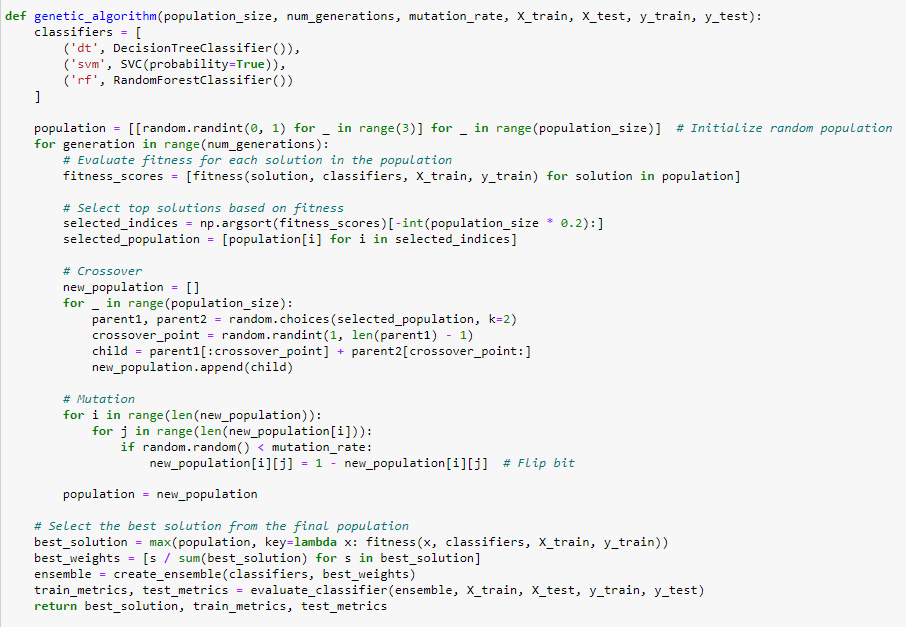 def genetic_algorithm(population_size, num_generations, mutation_rate, X_train, X_test, y_train, y_test):
    classifiers = [
        ('dt', DecisionTreeClassifier()),
        ('svm', SVC(probability=True)),
        ('rf', RandomForestClassifier())
    ]

    population = [[random.randint(0, 1) for _ in range(3)] for _ in range(population_size)]  # Initialize random population
    for generation in range(num_generations):
        # Evaluate fitness for each solution in the population
        fitness_scores = [fitness(solution, classifiers, X_train, y_train) for solution in population]

        # Select top solutions based on fitness
        selected_indices = np.argsort(fitness_scores)[-int(population_size * 0.2):]
        selected_population = [population[i] for i in selected_indices]

        # Crossover
        new_population = []
        for _ in range(population_size):
            parent1, parent2 = random.choices(selected_population, k=2)
            crossover_point = random.randint(1, len(parent1) - 1)
            child = parent1[:crossover_point] + parent2[crossover_point:]
            new_population.append(child)

        # Mutation
        for i in range(len(new_population)):
            for j in range(len(new_population[i])):
                if random.random() < mutation_rate:
                    new_population[i][j] = 1 - new_population[i][j]  # Flip bit

        population = new_population

    # Select the best solution from the final population
    best_solution = max(population, key=lambda x: fitness(x, classifiers, X_train, y_train))
    best_weights = [s / sum(best_solution) for s in best_solution]
    ensemble = create_ensemble(classifiers, best_weights)
    train_metrics, test_metrics = evaluate_classifier(ensemble, X_train, X_test, y_train, y_test)
    return best_solution, train_metrics, test_metrics